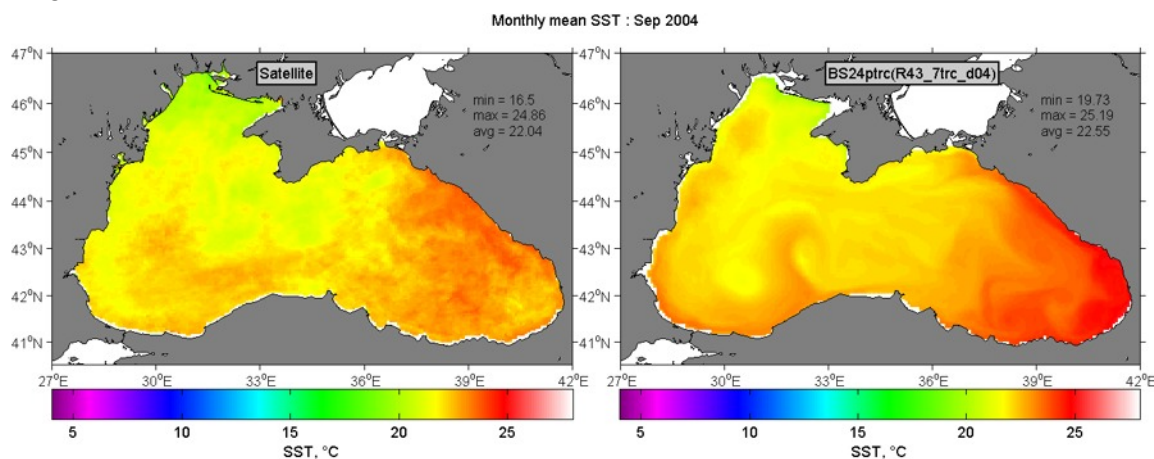 Monthly mean SST : Sep 2004
47°N
46°N
45°N
44°N
43°N
42°N
41°N
27°E
30°E
33°E
36°E
39°E
42°E
Satellite
min = 16.5
max = 24.86
avg = 22.04
5
10
15
20
25
SST, °C
47°N
46°N
45°N
44°N
43°N
42°N
41°N
27°E
30°E
33°E
36°E
39°E
42°E
BS24ptrc(R43_7trc_d04)
min = 19.73
max = 25.19
avg = 22.55
5
10
15
20
25
SST, °C